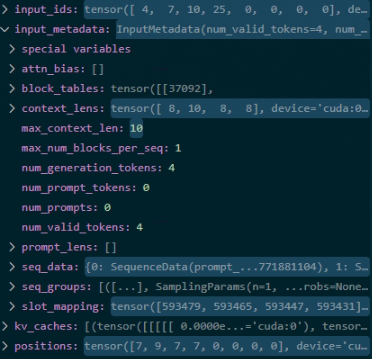 input_ids: tensor([ 4,  7, 10, 25,  0,  0,  0,  0], de…
input_metadata: InputMetadata(num_valid_tokens=4, num_…
special variables
attn_bias: []
block_tables: tensor([[37092],
context_lens: tensor([ 8, 10,  8,  8], device='cuda:0
max_context_len: 10
max_num_blocks_per_seq: 1
num_generation_tokens: 4
num_prompt_tokens: 0
num_prompts: 0
num_valid_tokens: 4
prompt_lens: []
seq_data: {0: SequenceData(prompt_...771881104), 1: S
seq_groups: [([...], SamplingParams(n=1, ...robs=None…
slot_mapping: tensor([593479, 593465, 593447, 593431]
kv_caches: [(tensor([[[[[ 0.0000e...='cuda:0'), tensor
positions: tensor([7, 9, 7, 7, 0, 0, 0, 0], device='cu